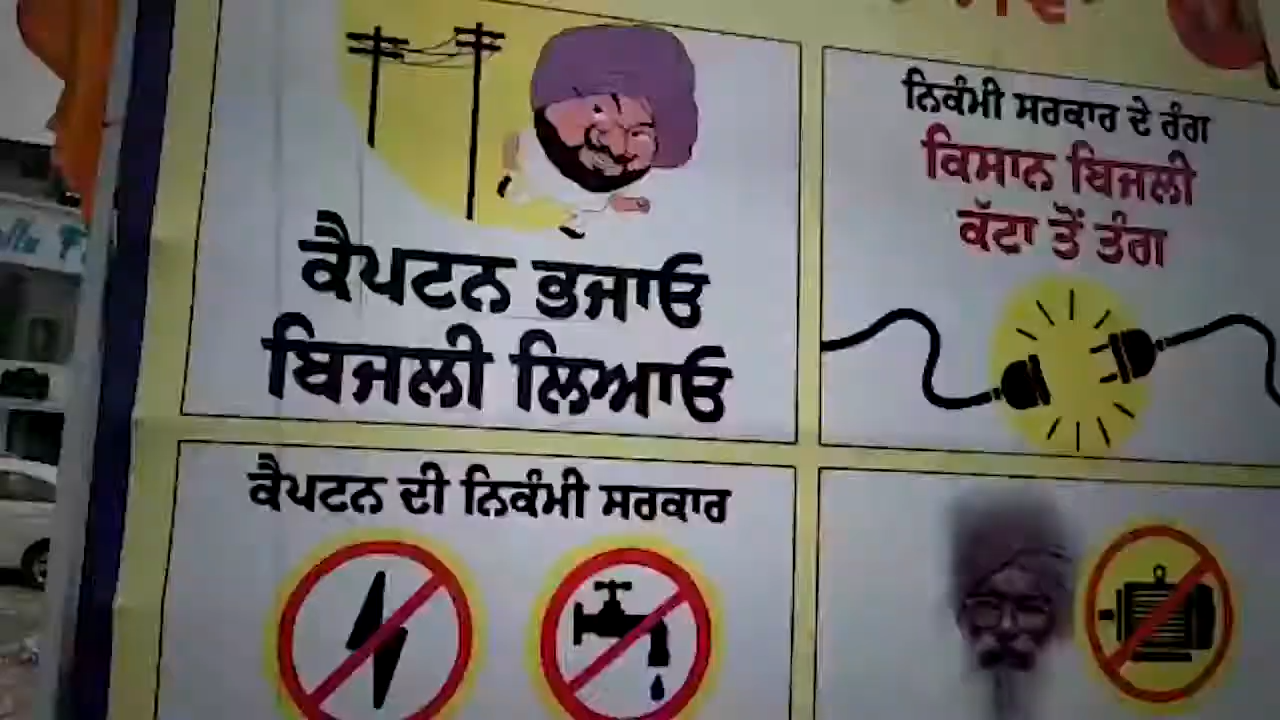 ਕੈਪਟਨ ਭਜਾਓ
ਬਿਜਲੀ ਲਿਆਓ
ਨਿਕੰਮੀ ਸਰਕਾਰ ਦੇ ਰੰਗ
ਕਿਸਾਨ ਬਿਜਲੀ
ਕੱਟਾ ਤੋਂ ਤੰਗ
ਕੈਪਟਨ ਦੀ ਨਿਕੰਮੀ ਸਰਕਾਰ